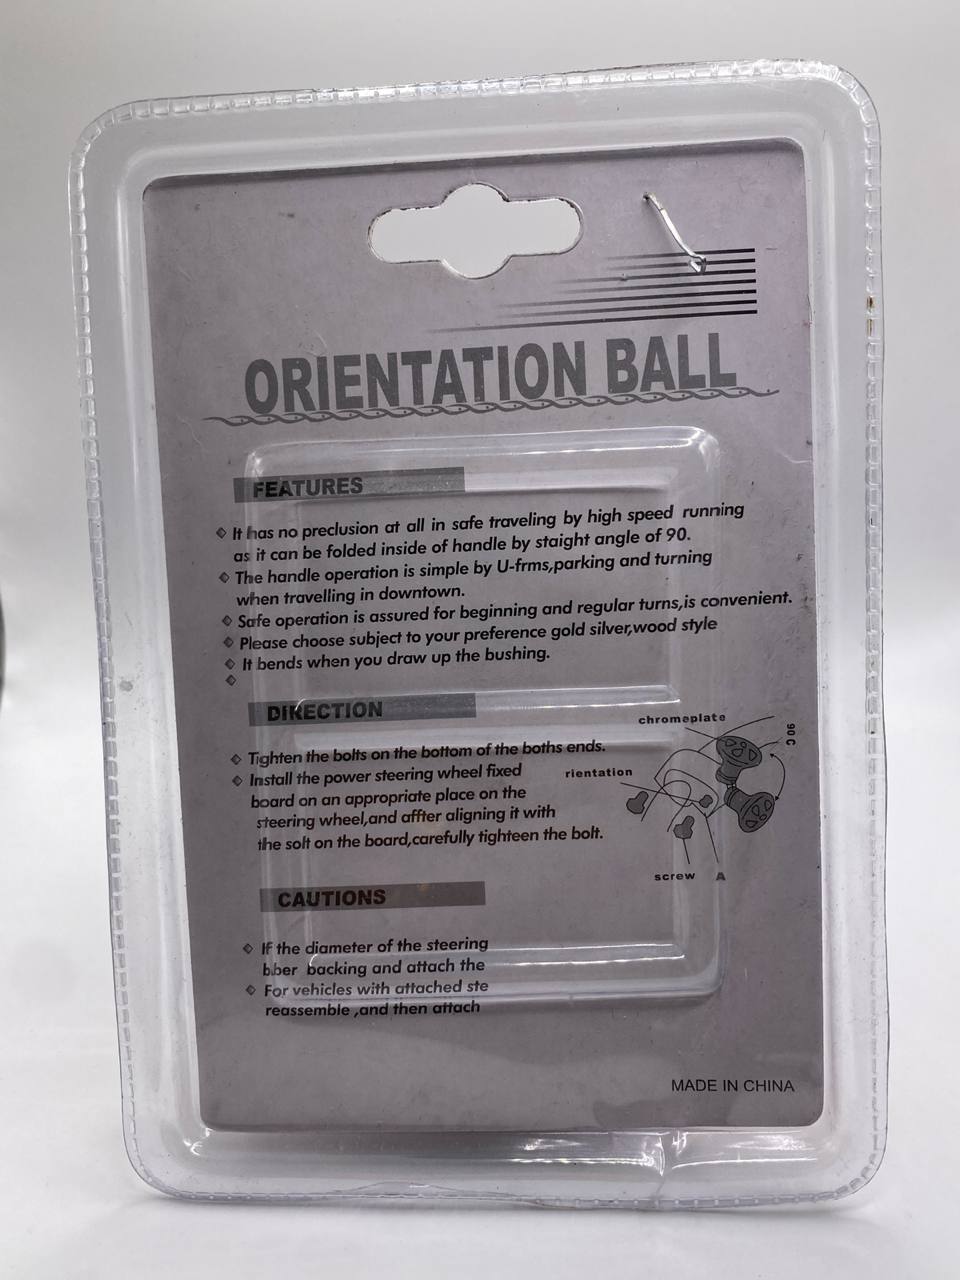 ORIENTATION BALL
FEATURES
It has no preclusion at all in safe traveling by high speed running
as it can be folded inside of handle by staight angle of 90.
The handle operation is simple by U-frms,parking and turning
when travelling in downtown.
Safe operation is assured for beginning and regular turns,is convenient.
Please choose subject to your preference gold silver,wood style
It bends when you draw up the bushing.
DIRECTION
Tighten the bolts on the bottom of the boths ends.
Install the power steering wheel fixed
board on an appropriate place on the
steering wheel,and affter aligning it with
the solt on the board,carefully tighteen the bolt.
chromeplate
90 C
rientation
screw A
CAUTIONS
If the diameter of the steering
bber backing and attach the
For vehicles with attached ste
reassemble ,and then attach
MADE IN CHINA